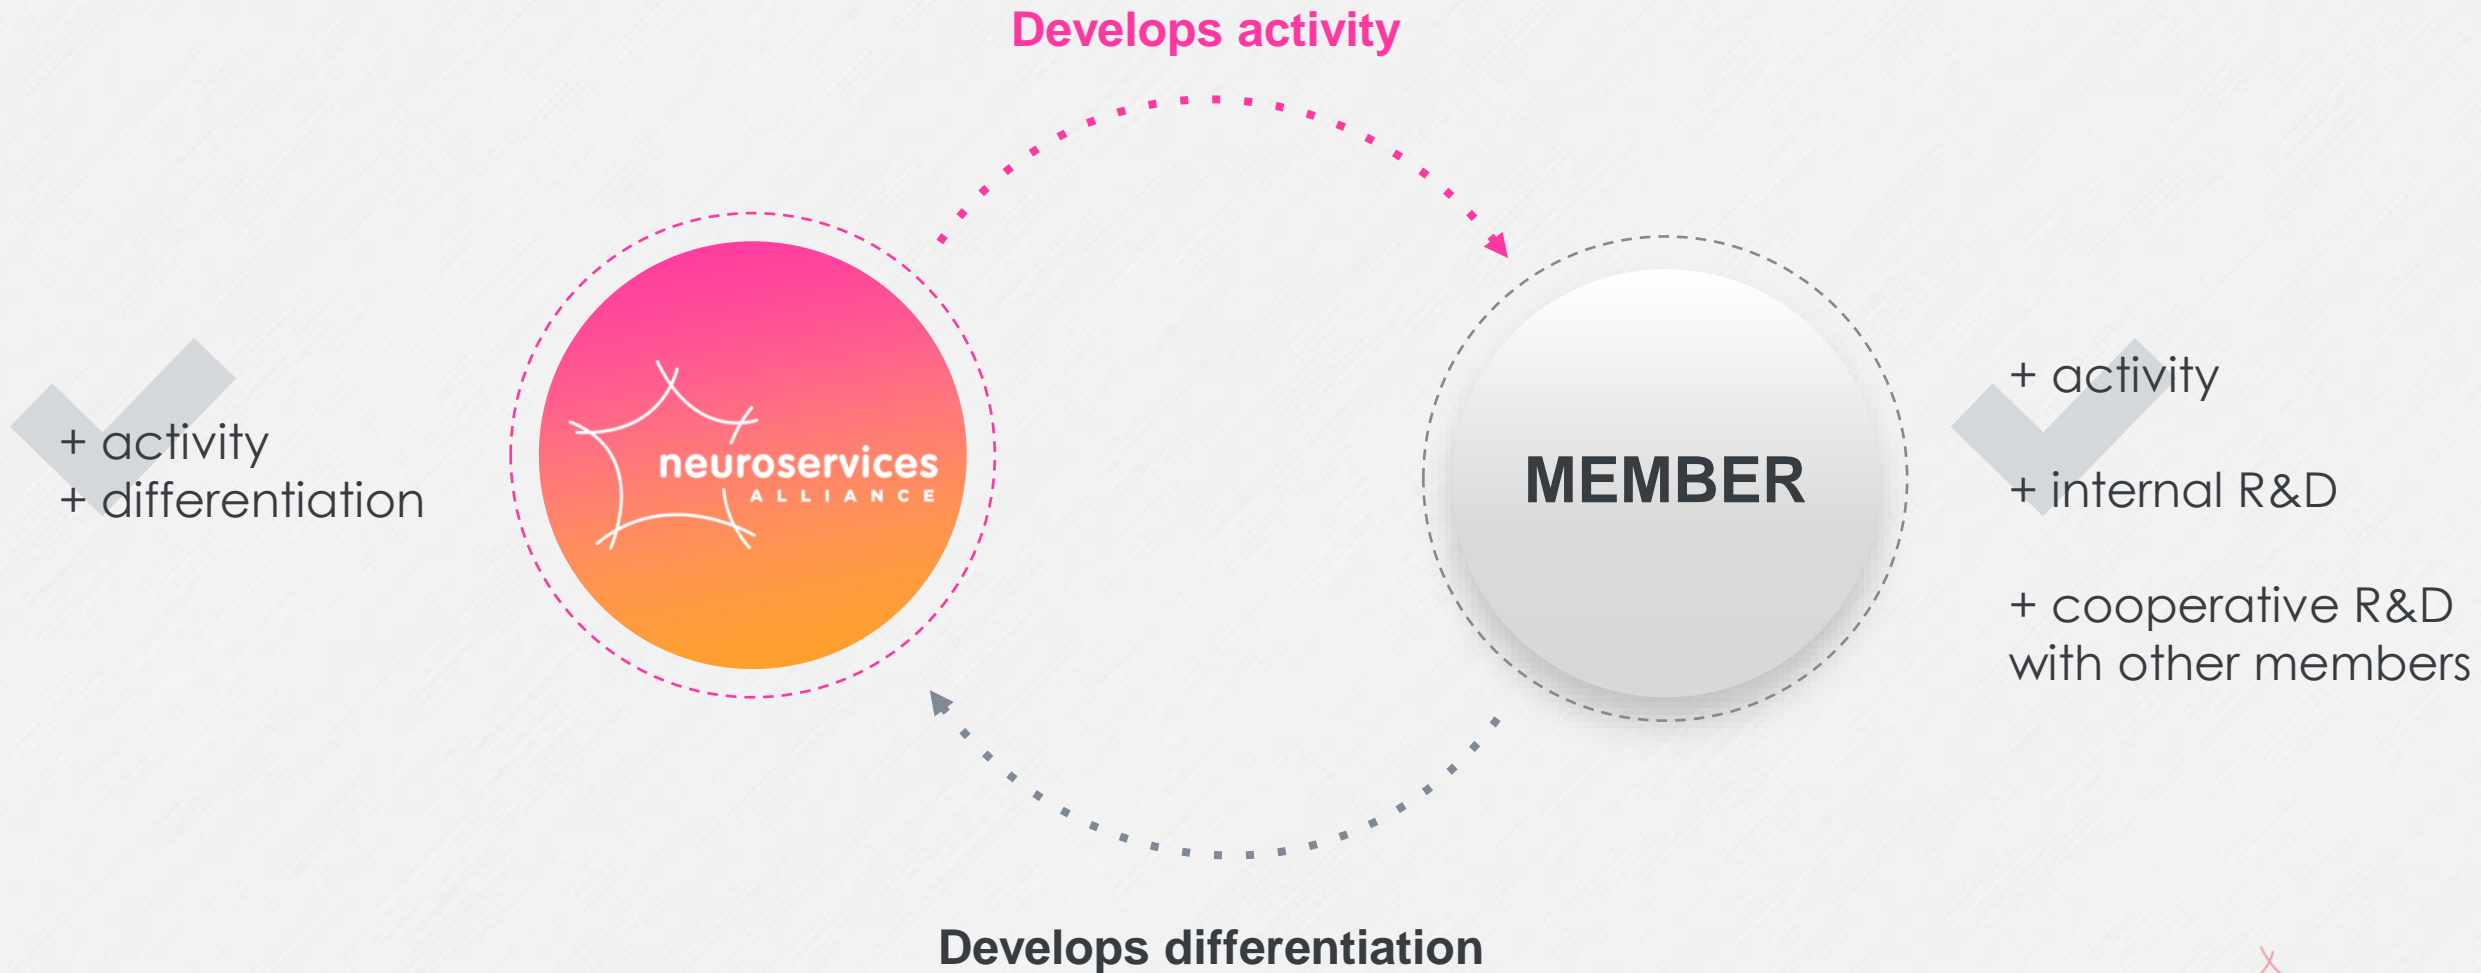 Develops activity
+ activity
+ differentiation
neuroservices
ALLIANCE
MEMBER
+ activity
+ internal R&D
+ cooperative R&D
with other members
Develops differentiation